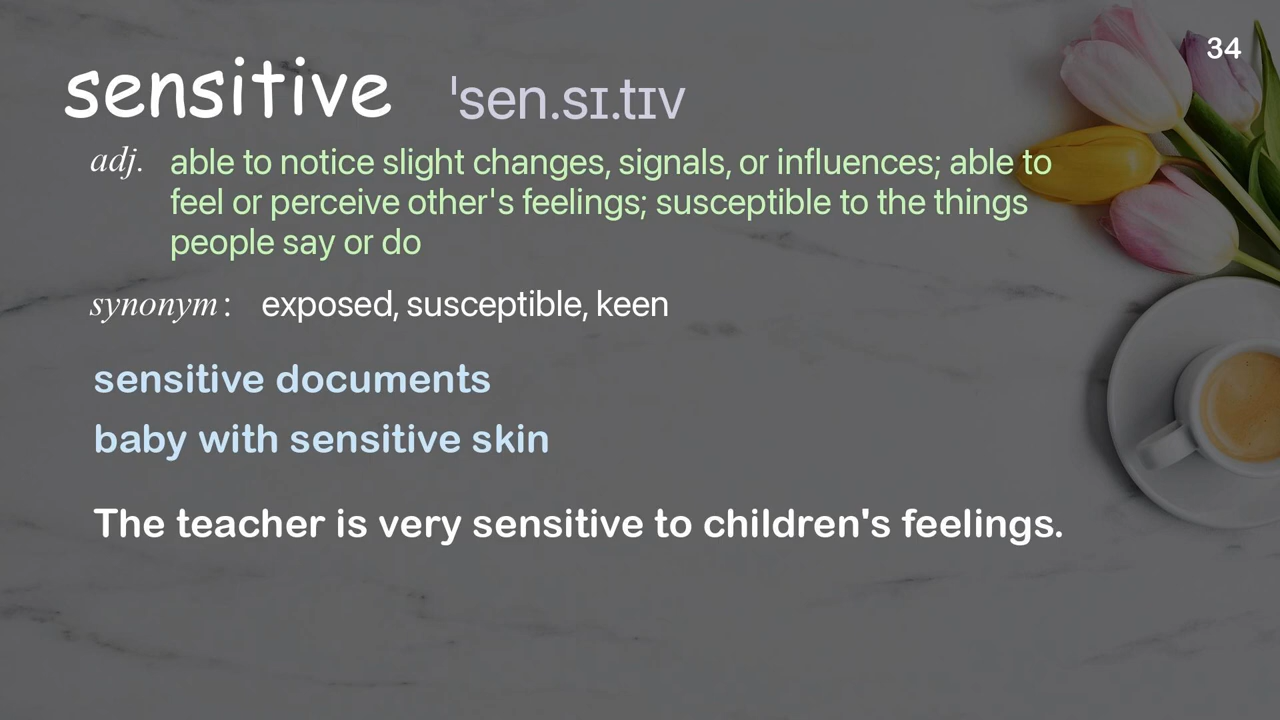 34
sensitive ˈsen.sɪ.tɪv
adj. able to notice slight changes, signals, or influences; able to
feel or perceive other's feelings; susceptible to the things
people say or do
synonym: exposed, susceptible, keen
sensitive documents
baby with sensitive skin
The teacher is very sensitive to children's feelings.